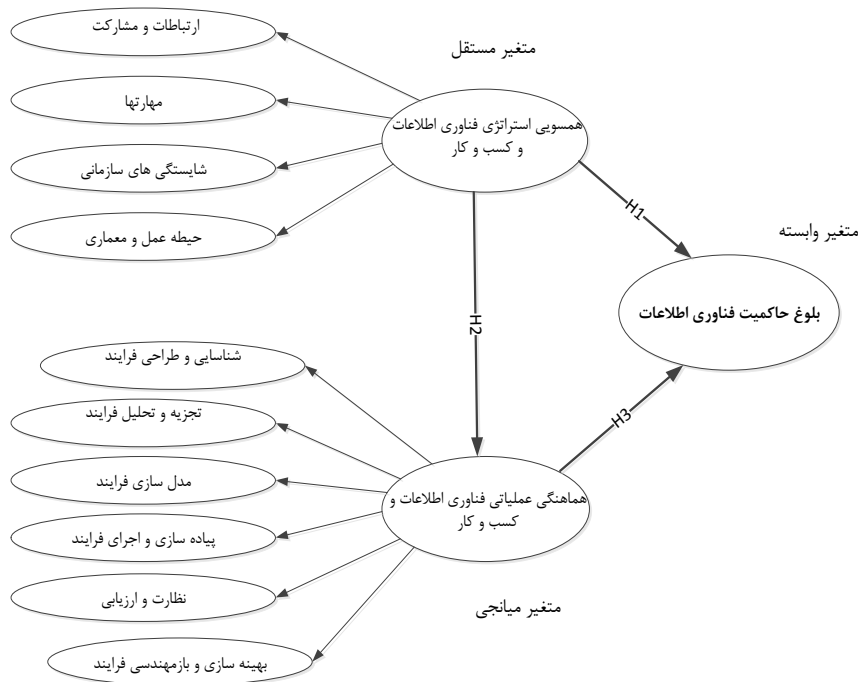 ارتباطات و مشارکت
متغیر مستقل
مهارتها
همسویی استراتژی فناوری اطلاعات
و کسب و کار
شایستگی های سازمانی
حیطه عمل و معماری
H1
متغیر وابسته
بلوغ حاکمیت فناوری اطلاعات
H2
شناسایی و طراحی فرایند
تجزیه و تحلیل فرایند
مدل سازی فرایند
پیاده سازی و اجرای فرایند
نظارت و ارزیابی
بهینه سازی و بازمهندسی فرایند
هماهنگی عملیاتی فناوری اطلاعات و
کسب و کار
H3
متغیر میانجی